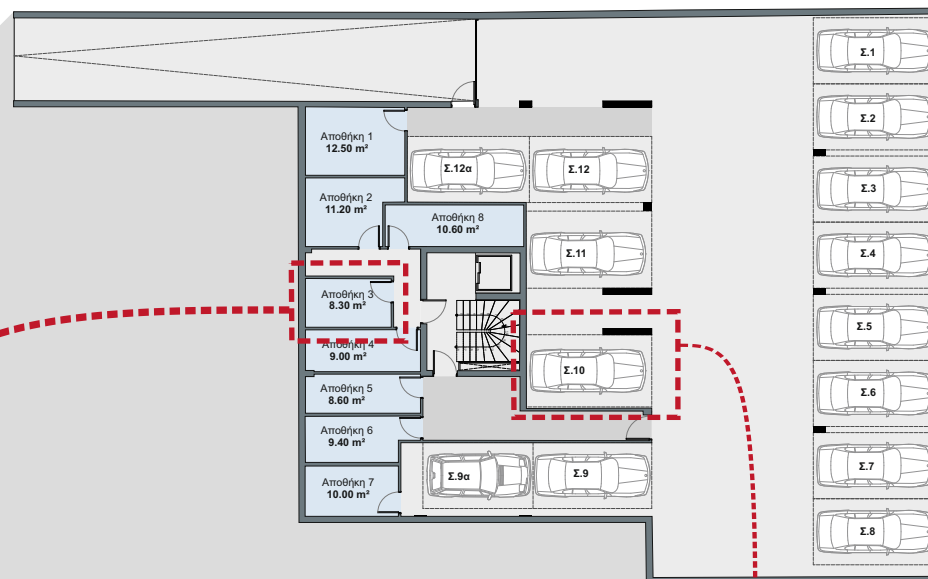 Σ.1
Σ.2
Σ.3
Σ.4
Σ.5
Σ.6
Σ.7
Σ.8
Αποθήκη 1
12.50 m²
Σ.12α
Σ.12
Αποθήκη 2
11.20 m²
Αποθήκη 8
10.60 m²
Σ.11
Αποθήκη 3
8.30 m²
Αποθήκη 4
9.00 m²
Σ.10
Αποθήκη 5
8.60 m²
Αποθήκη 6
9.40 m²
Αποθήκη 7
10.00 m²
Σ.9α
Σ.9